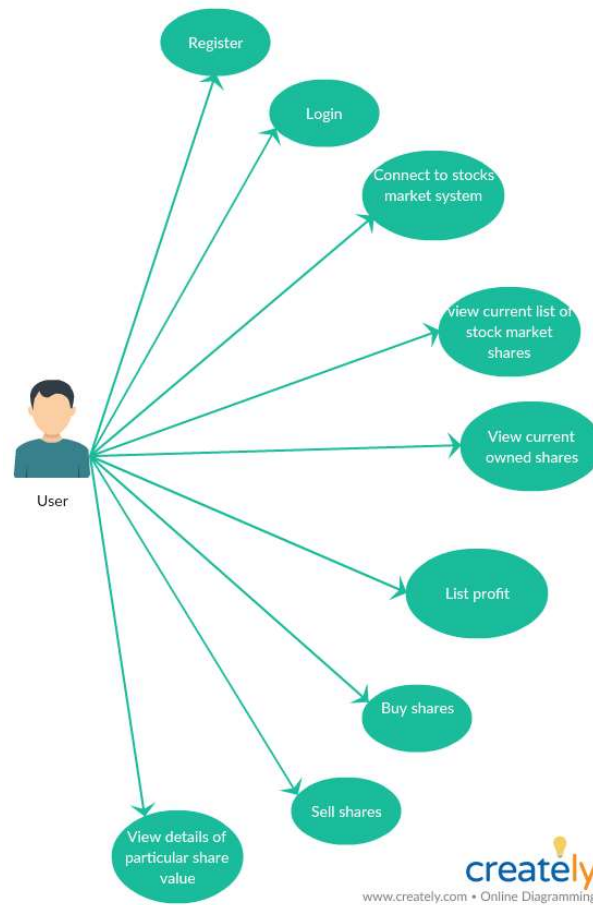 Register
Login
Connect to stocks
market system
view current list of
stock market
shares
View current
owned shares
User
List profit
Buy shares
Sell shares
View details of
particular share
value
creately
www.creately.com • Online Diagramming